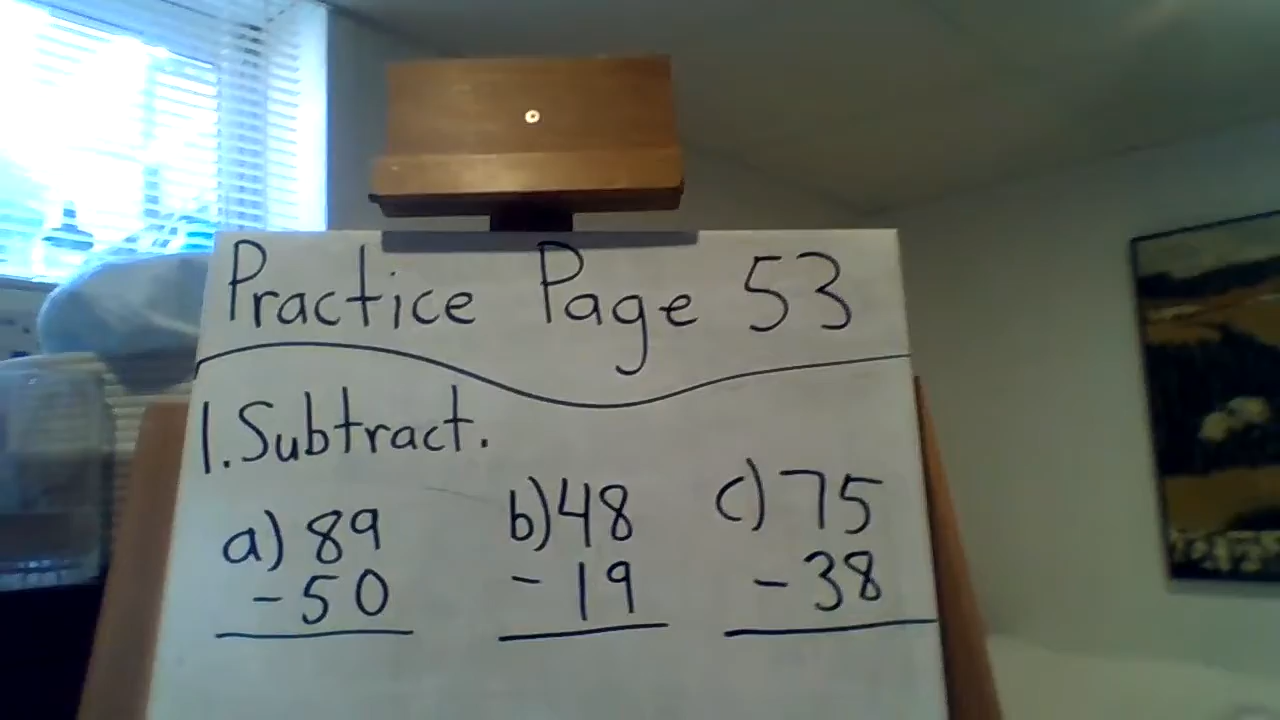 Practice Page 53
1. Subtract.
a) 89 b) 48 c) 75
- 50 - 19 - 38